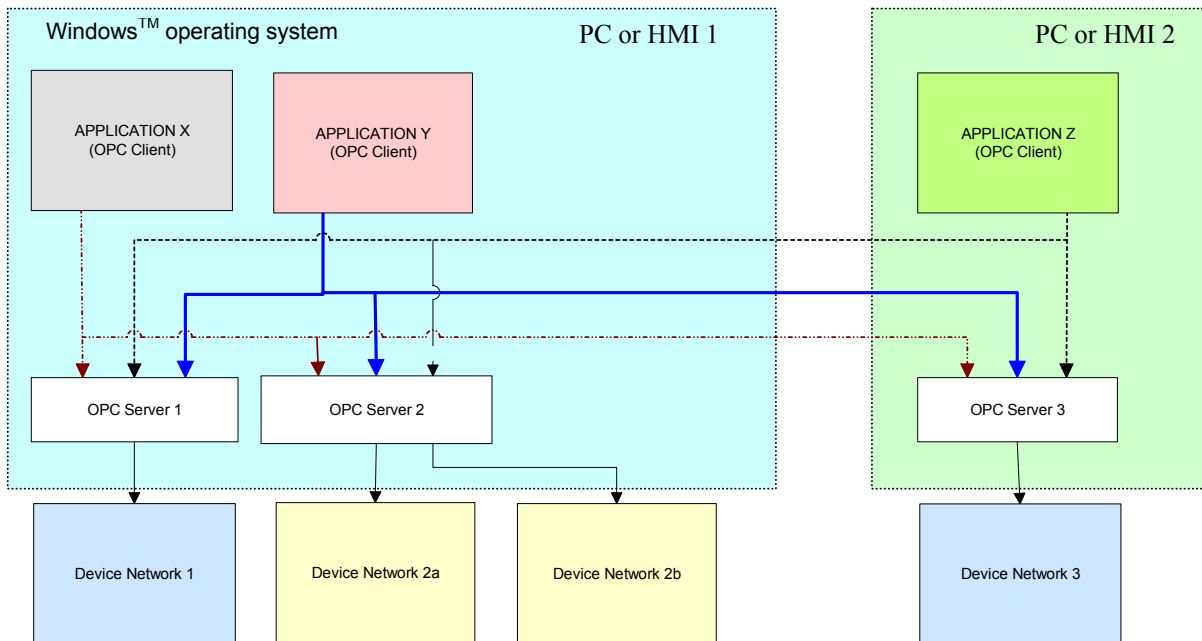 Windows™ operating system
PC or HMI 1
PC or HMI 2
APPLICATION X
(OPC Client)
APPLICATION Y
(OPC Client)
APPLICATION Z
(OPC Client)
OPC Server 1
OPC Server 2
OPC Server 3
Device Network 1
Device Network 2a
Device Network 2b
Device Network 3